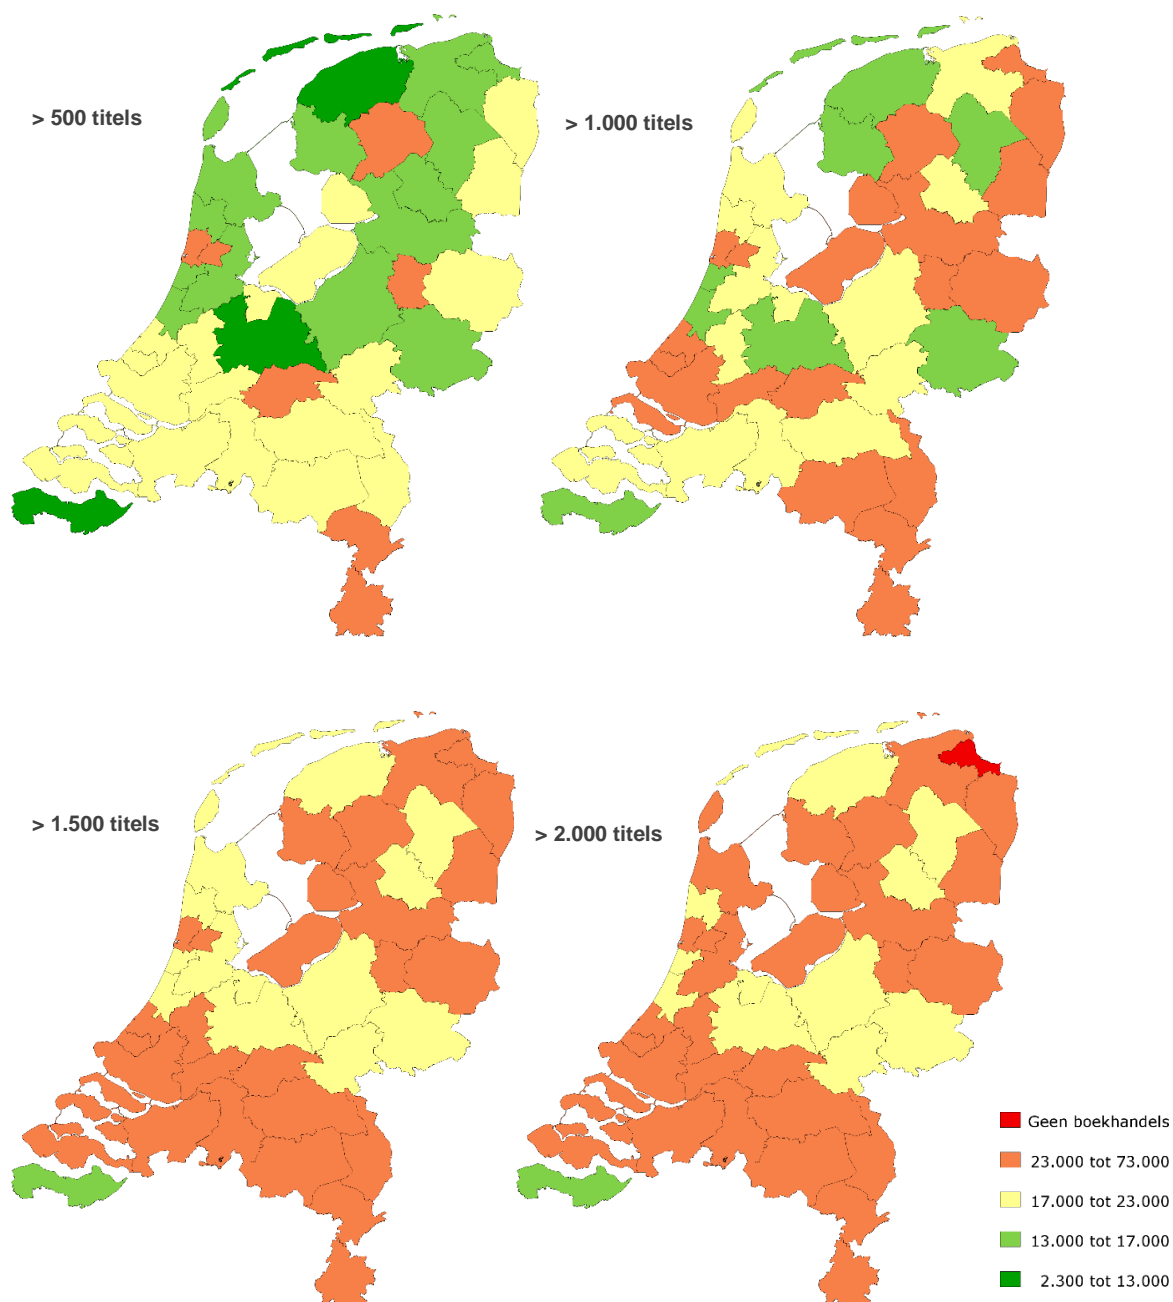 > 500 titels
> 1.000 titels
> 1.500 titels
> 2.000 titels
Geen boekhandels
23.000 tot 73.000
17.000 tot 23.000
13.000 tot 17.000
2.300 tot 13.000